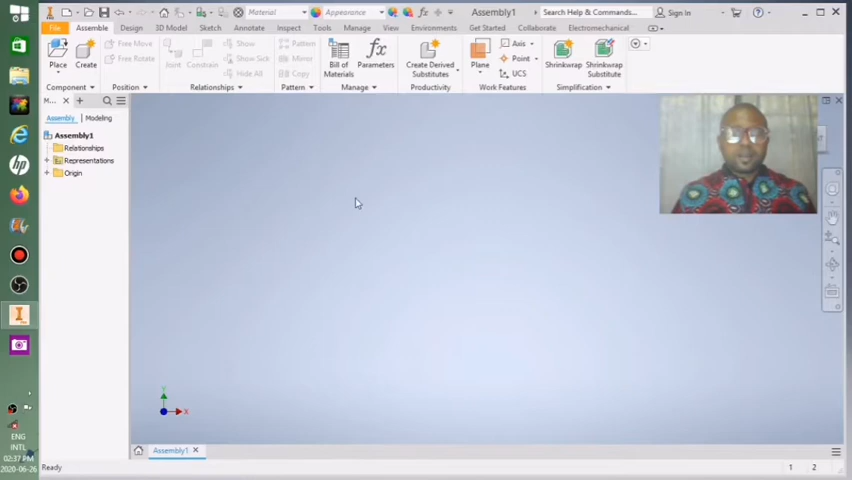 Material
Appearance
Assembly1
Search Help & Commands...
Sign In
File Assemble Design 3D Model Sketch Annotate Inspect Tools Manage View Environments Get Started Collaborate Electromechanical
Place
Create
Free Move
Free Rotate
Joint
Constrain
Show
Show Sick
Hide All
Pattern
Mirror
Copy
Bill of Materials
Parameters
Create Derived Substitutes
Plane
Axis
Point
UCS
Shrinkwrap
Shrinkwrap Substitute
Component Position Relationships Pattern Manage Productivity Work Features Simplification
M...
Assembly Modeling
Assembly1
Relationships
Representations
Origin
Y
X
Assembly1
Ready
1 2
ENG
INTL
02:37 PM
2020-06-26